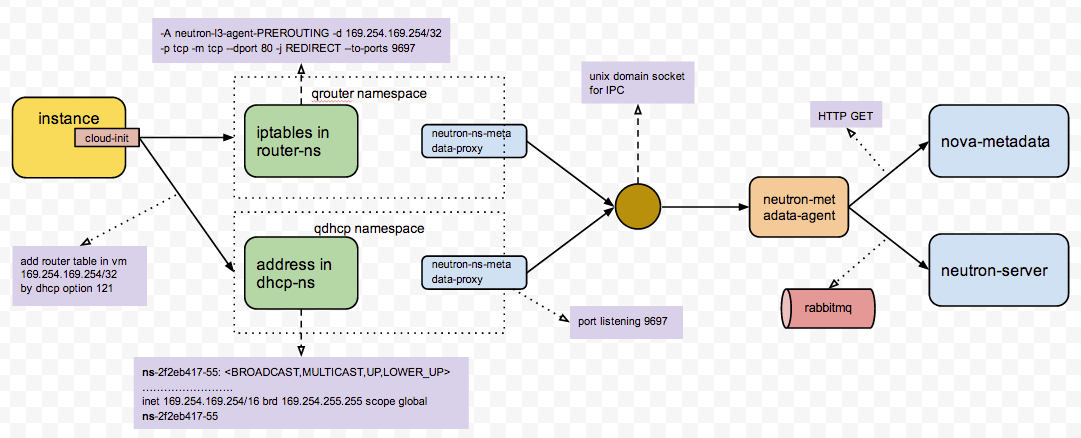 -A neutron-l3-agent-PREROUTING -d 169.254.169.254/32
-p tcp -m tcp --dport 80 -j REDIRECT --to-ports 9697
unix domain socket
for IPC
qrouter namespace
instance
cloud-init
iptables in
router-ns
neutron-ns-meta
data-proxy
HTTP GET
nova-metadata
neutron-met
adata-agent
qdhcp namespace
address in
dhcp-ns
neutron-ns-meta
data-proxy
neutron-server
add router table in vm
169.254.169.254/32
by dhcp option 121
rabbitmq
port listening 9697
ns-2f2eb417-55: <BROADCAST,MULTICAST,UP,LOWER_UP>
.........................
inet 169.254.169.254/16 brd 169.254.255.255 scope global
ns-2f2eb417-55